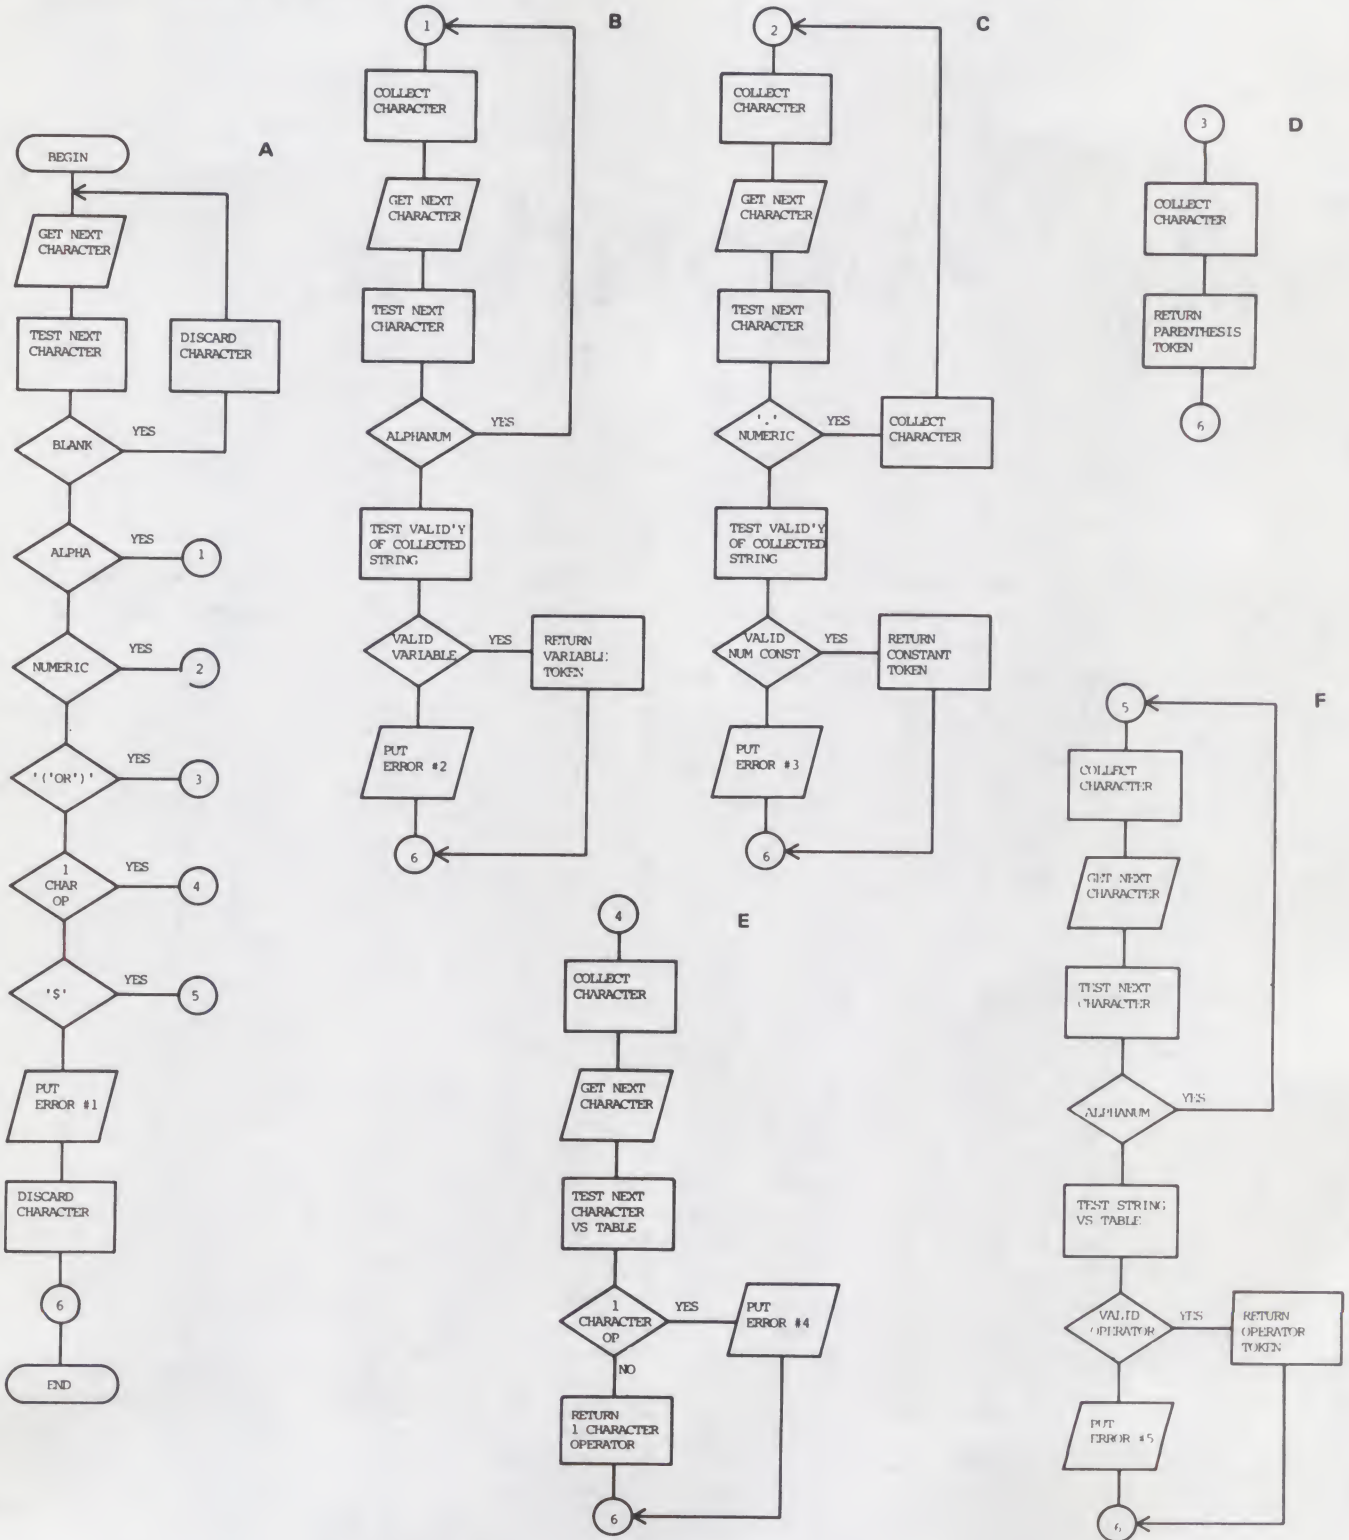 A
BEGIN
GET NEXT
CHARACTER
TEST NEXT
CHARACTER
DISCARD
CHARACTER
BLANK
YES
ALPHA
YES
1
NUMERIC
YES
2
'('OR')'
YES
3
1
CHAR
OP
YES
4
'$'
YES
5
PUT
ERROR #1
DISCARD
CHARACTER
6
END
B
1
COLLECT
CHARACTER
GET NEXT
CHARACTER
TEST NEXT
CHARACTER
ALPHANUM
YES
TEST VALID'Y
OF COLLECTED
STRING
VALID
VARIABLE
YES
RETURN
VARIABLE
TOKEN
PUT
ERROR #2
6
C
2
COLLECT
CHARACTER
GET NEXT
CHARACTER
TEST NEXT
CHARACTER
'.'
NUMERIC
YES
COLLECT
CHARACTER
TEST VALID'Y
OF COLLECTED
STRING
VALID
NUM CONST
YES
RETURN
CONSTANT
TOKEN
PUT
ERROR #3
6
D
3
COLLECT
CHARACTER
RETURN
PARENTHESIS
TOKEN
6
E
4
COLLECT
CHARACTER
GET NEXT
CHARACTER
TEST NEXT
CHARACTER
VS TABLE
1
CHARACTER
OP
YES
PUT
ERROR #4
NO
RETURN
1 CHARACTER
OPERATOR
6
F
5
COLLECT
CHARACTER
GET NEXT
CHARACTER
TEST NEXT
CHARACTER
ALPHANUM
YES
TEST STRING
VS TABLE
VALID
OPERATOR
YES
RETURN
OPERATOR
TOKEN
PUT
ERROR #5
6